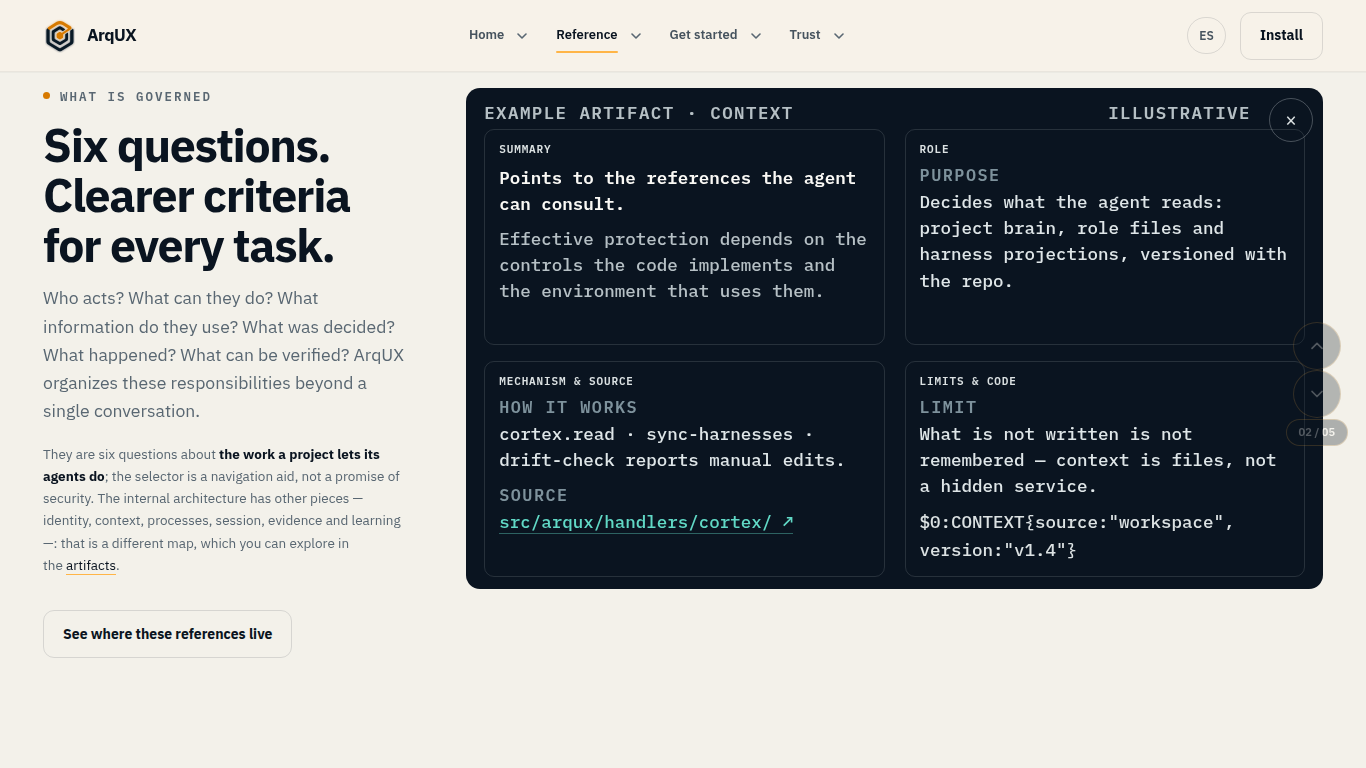 ArqUX
Home
Reference
Get started
Trust
ES
Install
WHAT IS GOVERNED
Six questions.
Clearer criteria
for every task.
Who acts? What can they do? What
information do they use? What was decided?
What happened? What can be verified? ArqUX
organizes these responsibilities beyond a
single conversation.
They are six questions about the work a project lets its
agents do; the selector is a navigation aid, not a promise of
security. The internal architecture has other pieces —
identity, context, processes, session, evidence and learning
—: that is a different map, which you can explore in
the artifacts.
See where these references live
EXAMPLE ARTIFACT · CONTEXT
ILLUSTRATIVE
×
SUMMARY
Points to the references the agent
can consult.
Effective protection depends on the
controls the code implements and
the environment that uses them.
ROLE
PURPOSE
Decides what the agent reads:
project brain, role files and
harness projections, versioned with
the repo.
MECHANISM & SOURCE
HOW IT WORKS
cortex.read · sync-harnesses ·
drift-check reports manual edits.
SOURCE
src/arqux/handlers/cortex/ ↗
LIMITS & CODE
LIMIT
What is not written is not
remembered — context is files, not
a hidden service.
$0:CONTEXT{source:"workspace",
version:"v1.4"}
02 / 05